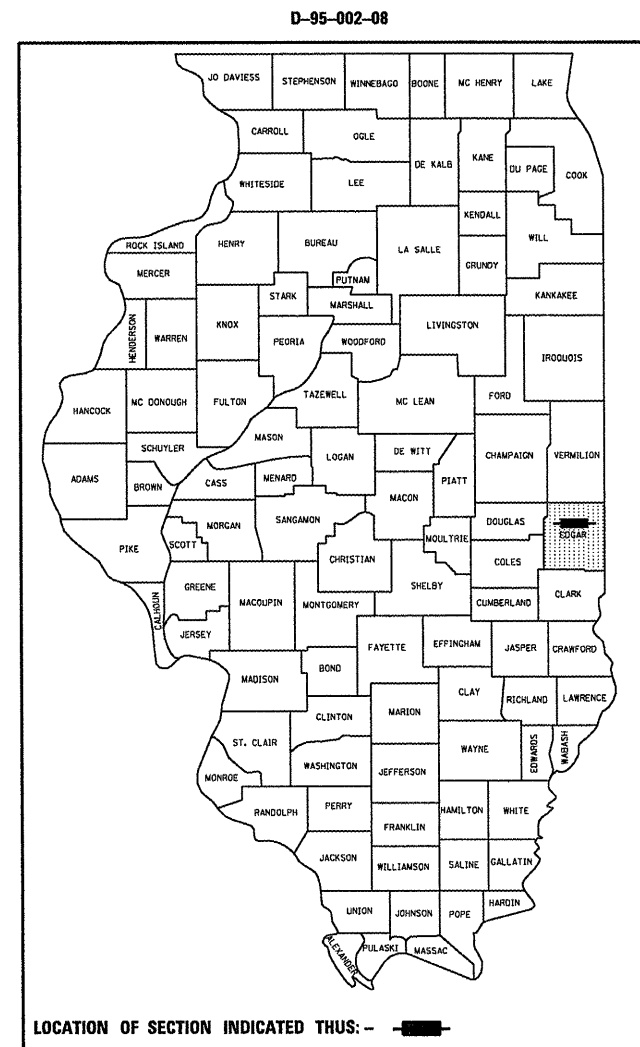 D-95-002-08
JO DAVIESS STEPHENSON WINNEBAGO BOONE MC HENRY LAKE
CARROLL OGLE DE KALB KANE DU PAGE COOK
WHITESIDE LEE
KENDALL
ROCK ISLAND HENRY BUREAU LA SALLE WILL
MERCER PUTNAM GRUNDY
STARK MARSHALL KANKAKEE
HENDERSON WARREN KNOX PEORIA WOODFORD LIVINGSTON IROQUOIS
HANCOCK MC DONOUGH FULTON TAZEWELL MC LEAN FORD
SCHUYLER MASON LOGAN DE WITT CHAMPAIGN VERMILION
ADAMS BROWN CASS MENARD MACON PIATT
PIKE SCOTT MORGAN SANGAMON CHRISTIAN MOULTRIE DOUGLAS EDGAR
COLES
CALHOUN GREENE MACOUPIN MONTGOMERY SHELBY CUMBERLAND CLARK
JERSEY FAYETTE EFFINGHAM JASPER CRAWFORD
MADISON BOND CLAY RICHLAND LAWRENCE
CLINTON MARION
ST. CLAIR WASHINGTON WAYNE EDWARDS WABASH
MONROE JEFFERSON
RANDOLPH PERRY HAMILTON WHITE
FRANKLIN
JACKSON WILLIAMSON SALINE GALLATIN
UNION JOHNSON POPE HARDIN
ALEXANDER PULASKI MASSAC
LOCATION OF SECTION INDICATED THUS: -